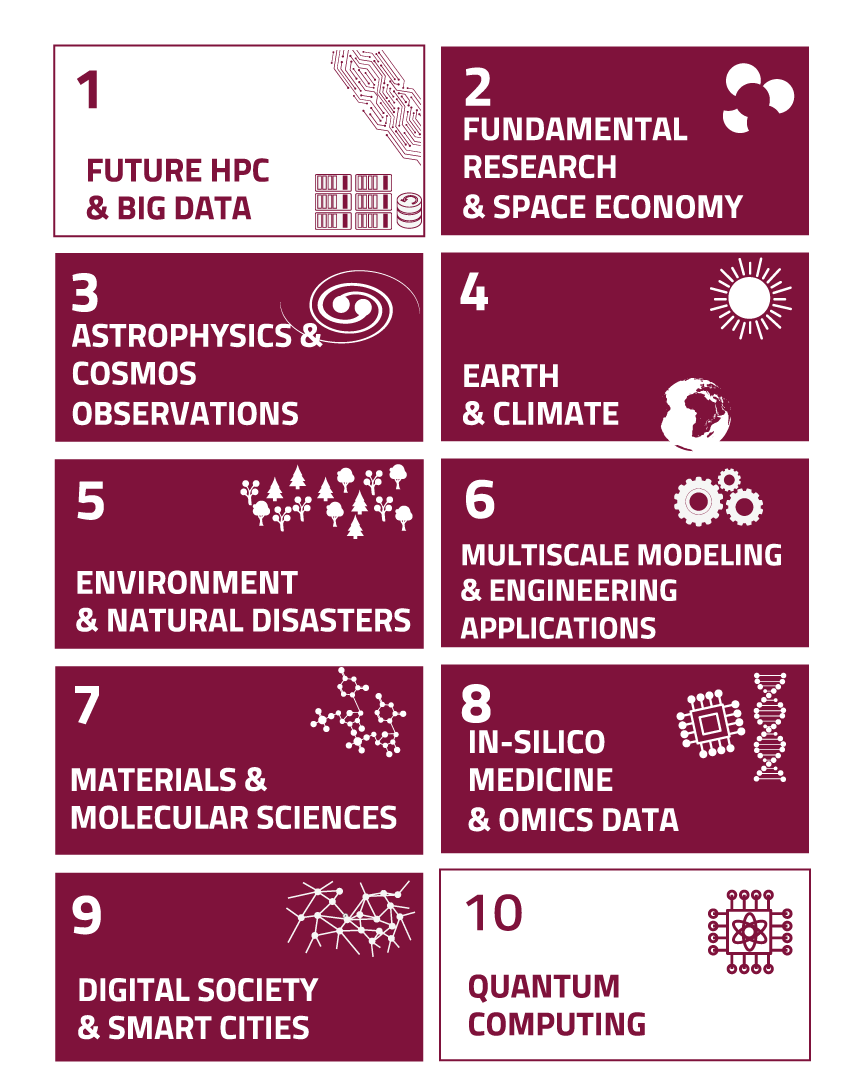 1
FUTURE HPC
& BIG DATA
2
FUNDAMENTAL
RESEARCH
& SPACE ECONOMY
3
ASTROPHYSICS &
COSMOS
OBSERVATIONS
4
EARTH
& CLIMATE
5
ENVIRONMENT
& NATURAL DISASTERS
6
MULTISCALE MODELING
& ENGINEERING
APPLICATIONS
7
MATERIALS &
MOLECULAR SCIENCES
8
IN-SILICO
MEDICINE
& OMICS DATA
9
DIGITAL SOCIETY
& SMART CITIES
10
QUANTUM
COMPUTING